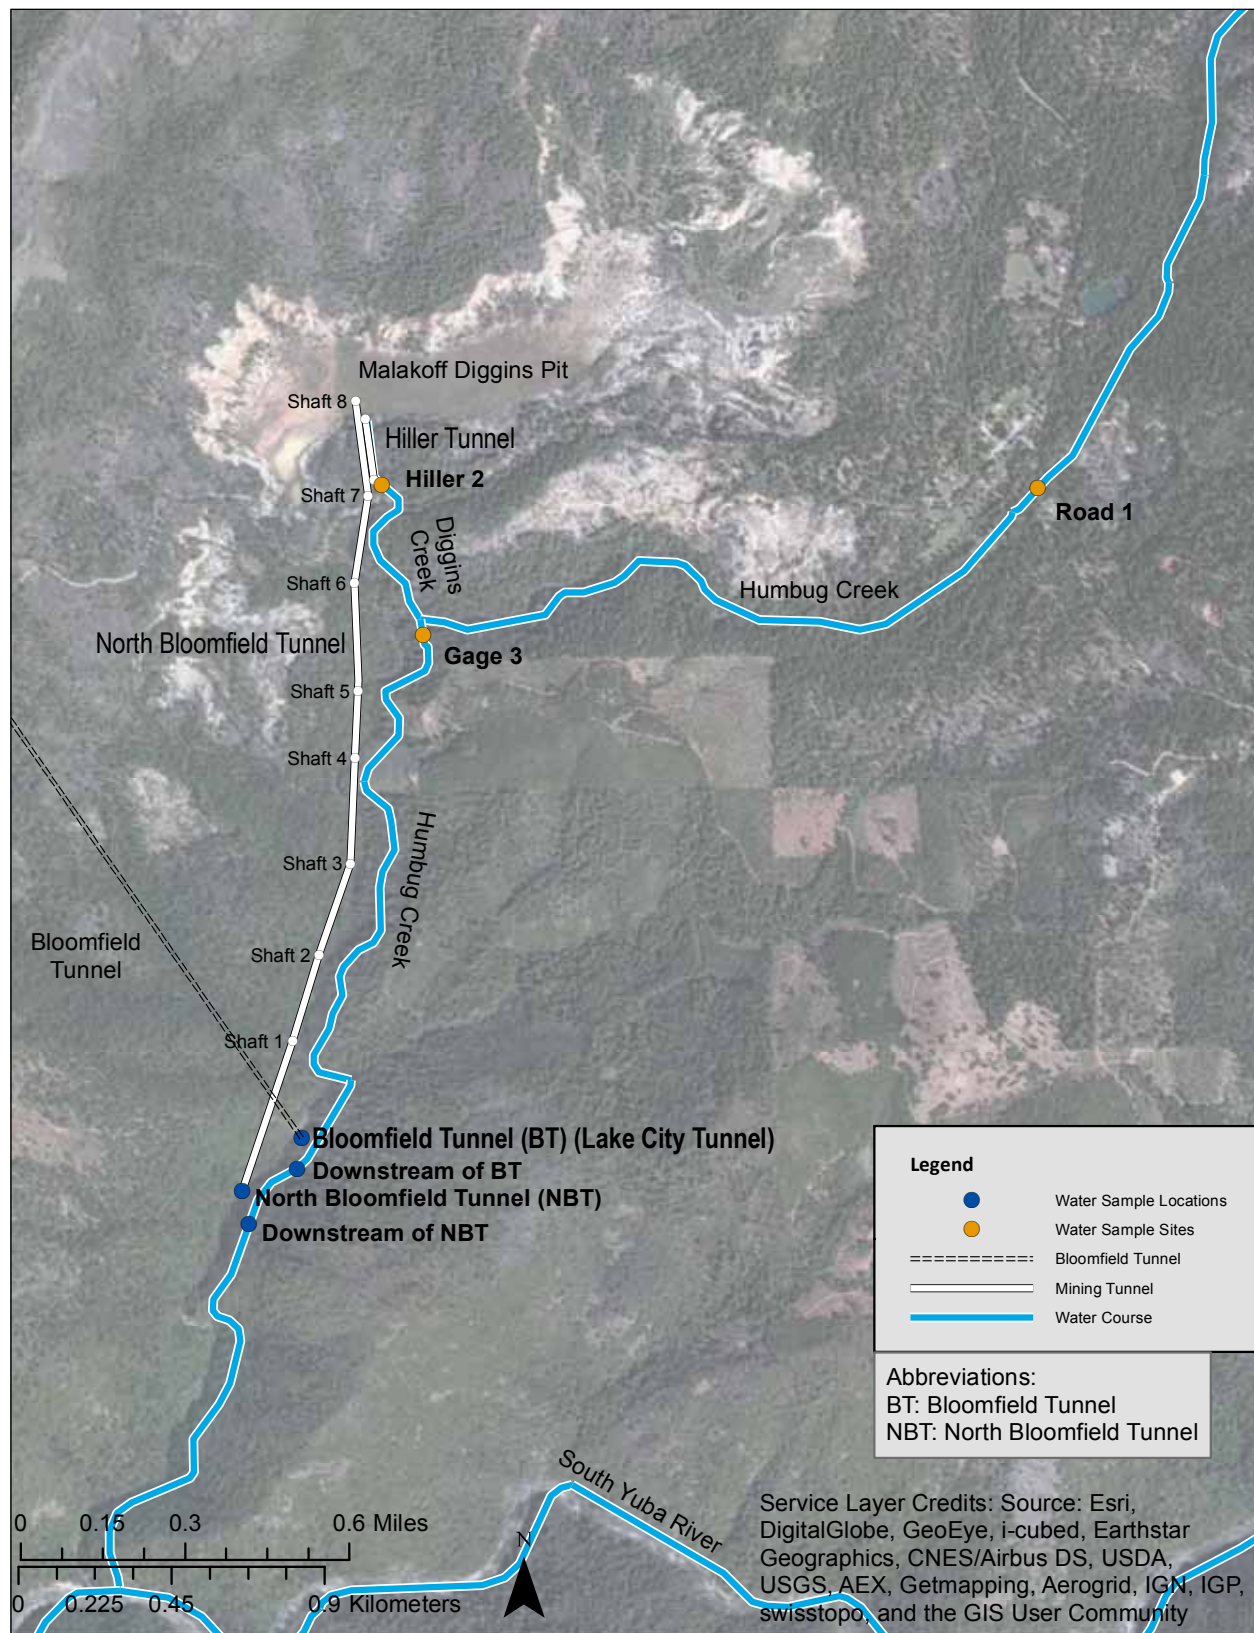 Malakoff Diggins Pit
Shaft 8
Hiller Tunnel
Hiller 2
Shaft 7
Road 1
Diggins
Creek
Shaft 6
Humbug Creek
North Bloomfield Tunnel
Gage 3
Shaft 5
Shaft 4
Humbug Creek
Shaft 3
Bloomfield
Tunnel
Shaft 2
Shaft 1
Bloomfield Tunnel (BT) (Lake City Tunnel)
Downstream of BT
North Bloomfield Tunnel (NBT)
Downstream of NBT
Legend
Water Sample Locations
Water Sample Sites
Bloomfield Tunnel
Mining Tunnel
Water Course
Abbreviations:
BT: Bloomfield Tunnel
NBT: North Bloomfield Tunnel
South Yuba River
Service Layer Credits: Source: Esri,
DigitalGlobe, GeoEye, i-cubed, Earthstar
Geographics, CNES/Airbus DS, USDA,
USGS, AEX, Getmapping, Aerogrid, IGN, IGP,
swisstopo, and the GIS User Community
0 0.15 0.3 0.6 Miles
N
0 0.225 0.45 0.9 Kilometers